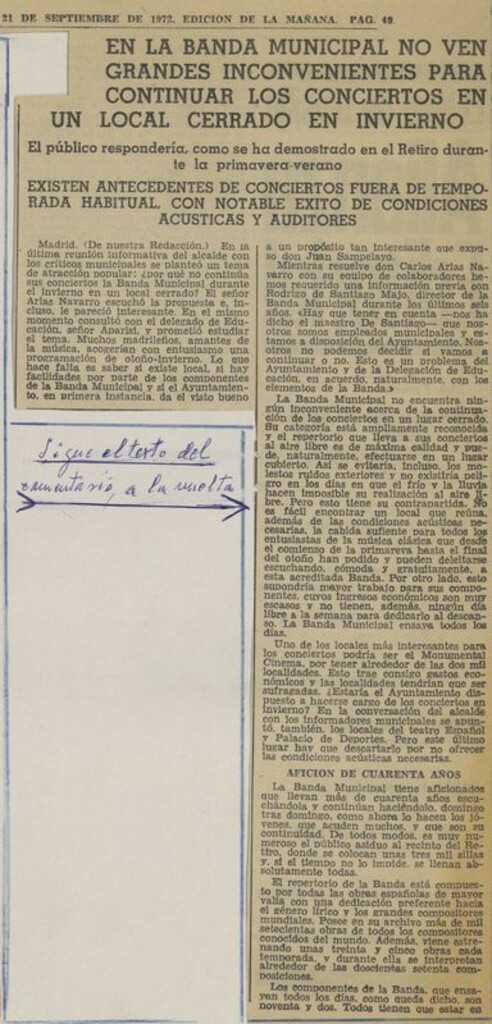 21 DE SEPTIEMBRE DE 1972. EDICION DE LA MAÑANA. PAG. 49
EN LA BANDA MUNICIPAL NO VEN
GRANDES INCONVENIENTES PARA
CONTINUAR LOS CONCIERTOS EN
UN LOCAL CERRADO EN INVIERNO
El público respondería, como se ha demostrado en el Retiro duran-
te la primavera-verano
EXISTEN ANTECEDENTES DE CONCIERTOS FUERA DE TEMPO-
RADA HABITUAL, CON NOTABLE EXITO DE CONDICIONES
ACUSTICAS Y AUDITORES
Madrid. (De nuestra Redacción.) En la
última reunión informativa del alcalde con
los críticos municipales se planteó un tema
de atracción popular: ¿por qué no continúa
sus conciertos la Banda Municipal durante
el invierno en un local cerrado? El señor
Arias Navarro escuchó la propuesta e, in-
cluso, le pareció interesante. En el mismo
momento consultó con el delegado de Edu-
cación, señor Aparisi, y prometió estudiar
el tema. Muchos madrileños, amantes de
la música, acogerían con entusiasmo una
programación de otoño-invierno. Lo que
hace falta es saber si existe local, si hay
facilidades por parte de los componentes
de la Banda Municipal y si el Ayuntamien-
to, en primera instancia, da el visto bueno
Sigue el texto del
comentario, a la vuelta
a un propósito tan interesante que expu-
so don Juan Sampelayo.
Mientras resuelve don Carlos Arias Na-
varro con su equipo de colaboradores he-
mos requerido una información previa con
Rodrigo de Santiago Majo, director de la
Banda Municipal durante los últimos seis
años. «Hay que tener en cuenta —nos ha
dicho el maestro De Santiago— que nos-
otros somos empleados municipales y es-
tamos a disposición del Ayuntamiento. Nos-
otros no podemos decidir si vamos a
continuar o no. Esto es un problema del
Ayuntamiento y de la Delegación de Edu-
cación, en acuerdo, naturalmente, con los
elementos de la Banda.»
La Banda Municipal no encuentra nin-
gún inconveniente acerca de la continua-
ción de los conciertos en un lugar cerrado.
Su categoría está ampliamente reconocida
y el repertorio que lleva a sus conciertos
al aire libre es de máxima calidad y pue-
de, naturalmente, efectuarse en un lugar
cubierto. Así se evitaría, incluso, los mo-
lestos ruidos exteriores y no existiría peli-
gro en los días en que el frío y la lluvia
hacen imposible su realización al aire li-
bre. Pero esto tiene su contrapartida. No
es fácil encontrar un local que reúna,
además de las condiciones acústicas ne-
cesarias, la cabida suficiente para todos los
entusiastas de la música clásica que desde
el comienzo de la primavera hasta el final
del otoño han podido y pueden deleitarse
escuchando, cómoda y gratuitamente, a
esta acreditada Banda. Por otro lado, esto
supondría mayor trabajo para sus compo-
nentes, cuyos ingresos económicos son muy
escasos y no tienen, además, ningún día
libre a la semana para dedicarlo al descan-
so. La Banda Municipal ensaya todos los
días.
Uno de los locales más interesantes para
los conciertos podría ser el Monumental
Cinema, por tener alrededor de las dos mil
localidades. Esto trae consigo gastos eco-
nómicos y las localidades tendrían que ser
sufragadas. ¿Estaría el Ayuntamiento dis-
puesto a hacerse cargo de los conciertos en
invierno? En la conversación del alcalde
con los informadores municipales se apun-
tó, también, los locales del teatro Español
y Palacio de Deportes. Pero este último
lugar hay que descartarlo por no ofrecer
las condiciones acústicas necesarias.
AFICION DE CUARENTA AÑOS
La Banda Municipal tiene aficionados
que llevan más de cuarenta años escu-
chándola y continúan haciéndolo, domingo
tras domingo, como ahora lo hacen los jó-
venes, que acuden muchos, y que son su
continuidad. De todos modos, es muy nu-
meroso el público asiduo al recinto del Re-
tiro, donde se colocan unas tres mil sillas
y, si el tiempo no lo impide, se llenan ab-
solutamente todas.
El repertorio de la Banda está compues-
to por todas las obras españolas de mayor
valía con una dedicación preferente hacia
el género lírico y los grandes compositores
mundiales. Posee en su archivo más de mil
setecientas obras de todos los compositores
conocidos del mundo. Además, viene estre-
nando unas treinta y cinco obras cada
temporada, y durante ella se interpretan
alrededor de las doscientas setenta com-
posiciones.
Los componentes de la Banda, que ensa-
yan todos los días, como queda dicho, son
noventa y dos. Todos tienen que estar en